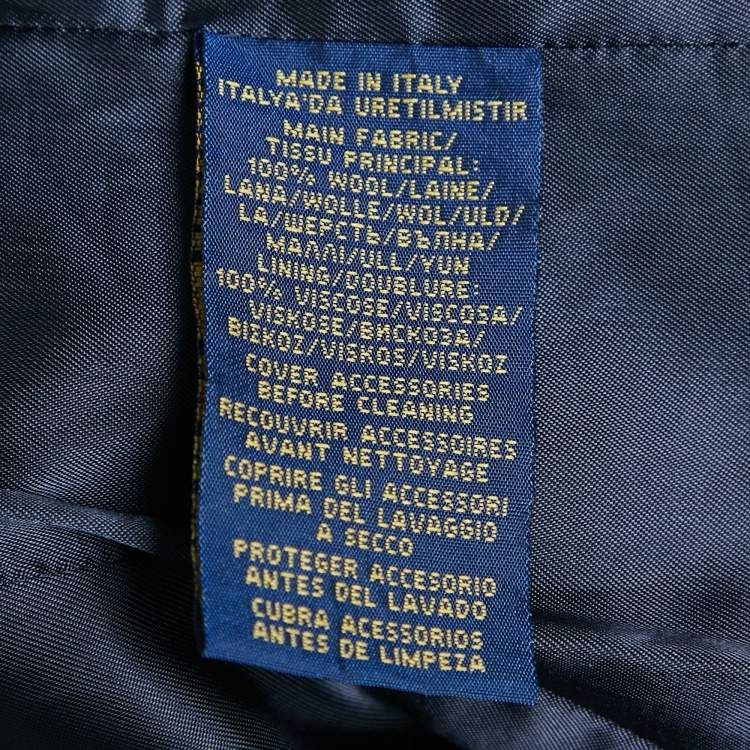 MADE IN ITALY
ITALYA'DA URETILMISTIR
MAIN FABRIC/
TISSU PRINCIPAL:
100% WOOL/LAINE/
LANA/WOLLE/WOL/ULD/
LA/ШЕРСТЬ/ВЪЛНА/
ΜΑΛΛΙ/ULL/YUN
LINING/DOUBLURE:
100% VISCOSE/VISCOSA/
VISKOSE/ВИСКОЗА/
ΒΙΖΚΟΖ/VISKOS/VISKOZ
COVER ACCESSORIES
BEFORE CLEANING
RECOUVRIR ACCESSOIRES
AVANT NETTOYAGE
COPRIRE GLI ACCESSORI
PRIMA DEL LAVAGGIO
A SECCO
PROTEGER ACCESORIO
ANTES DEL LAVADO
CUBRA ACESSORIOS
ANTES DE LIMPEZA